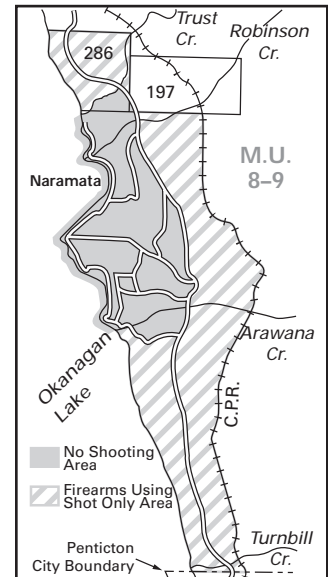 Trust
Cr.
Robinson
Cr.
286
197
M.U.
8–9
Naramata
Okanagan
Lake
Arawana
Cr.
C.P.R.
No Shooting
Area
Firearms Using
Shot Only Area
Turnbill
Cr.
Penticton
City Boundary